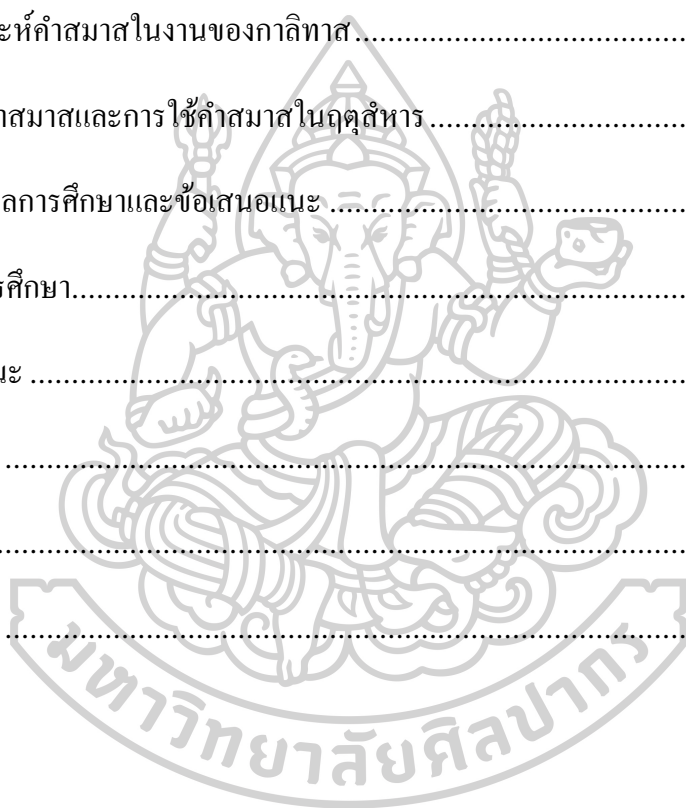 ะห์คำสมาสในงานของกาลิทาส........................................
าสมาสและการใช้คำสมาสในฤตุสํหาร................................
ลการศึกษาและข้อเสนอแนะ............................................
รศึกษา...........................................................................
นะ................................................................................
...................................................................................
...................................................................................
...................................................................................
มหาวิทยาลัยศิลปากร